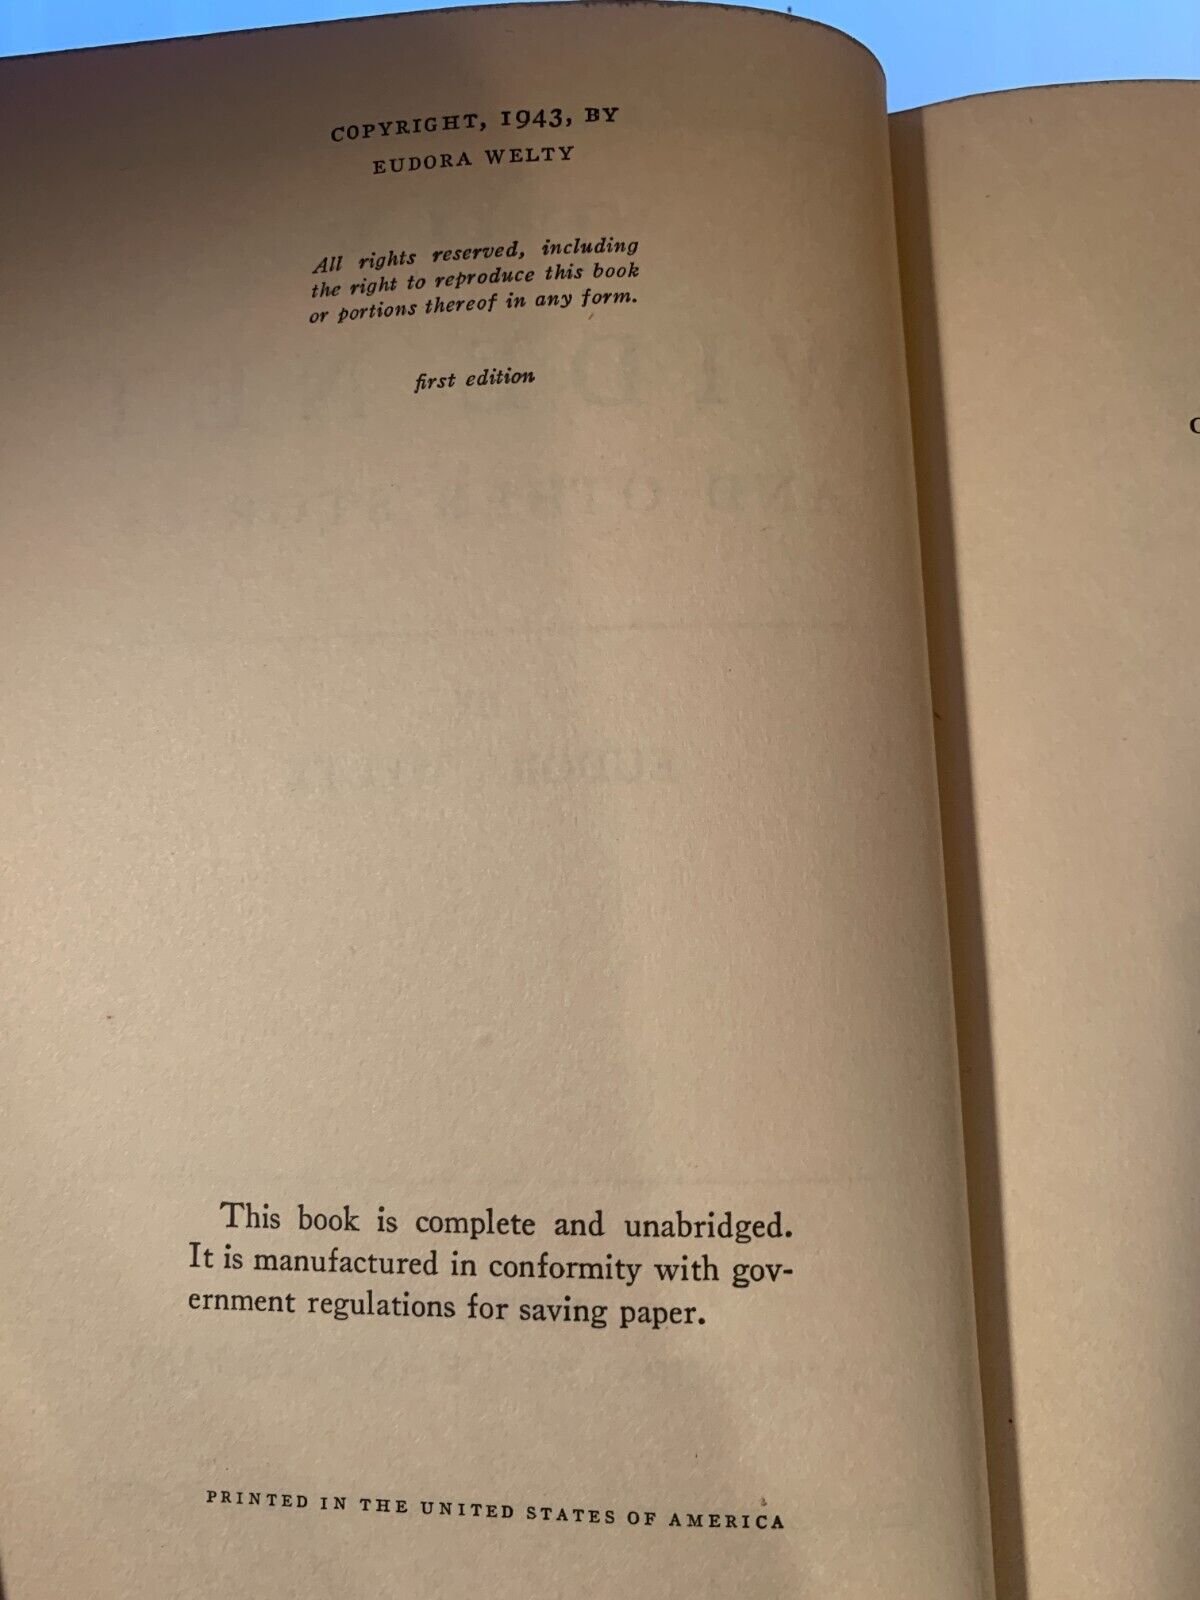 COPYRIGHT, 1943, BY
EUDORA WELTY
All rights reserved, including
the right to reproduce this book
or portions thereof in any form.
first edition
This book is complete and unabridged.
It is manufactured in conformity with gov-
ernment regulations for saving paper.
PRINTED IN THE UNITED STATES OF AMERICA